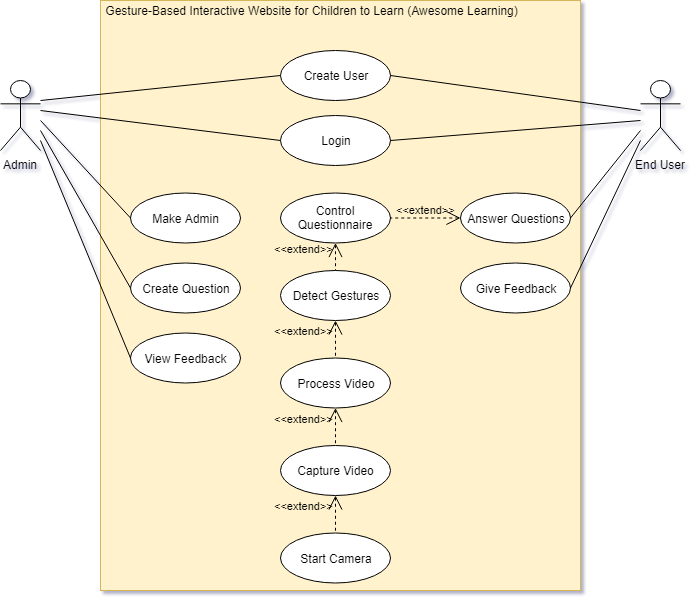 Gesture-Based Interactive Website for Children to Learn (Awesome Learning)
Create User
Login
Admin
End User
Make Admin
Control
Questionnaire
<<extend>>
Answer Questions
<<extend>>
Create Question
Detect Gestures
Give Feedback
<<extend>>
View Feedback
Process Video
<<extend>>
Capture Video
<<extend>>
Start Camera